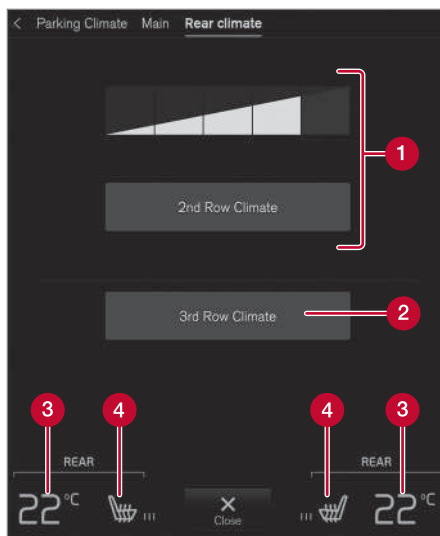 < Parking Climate Main Rear climate
1
2nd Row Climate
3rd Row Climate
2
3 4 4 3
REAR REAR
22°C 22°C
Close